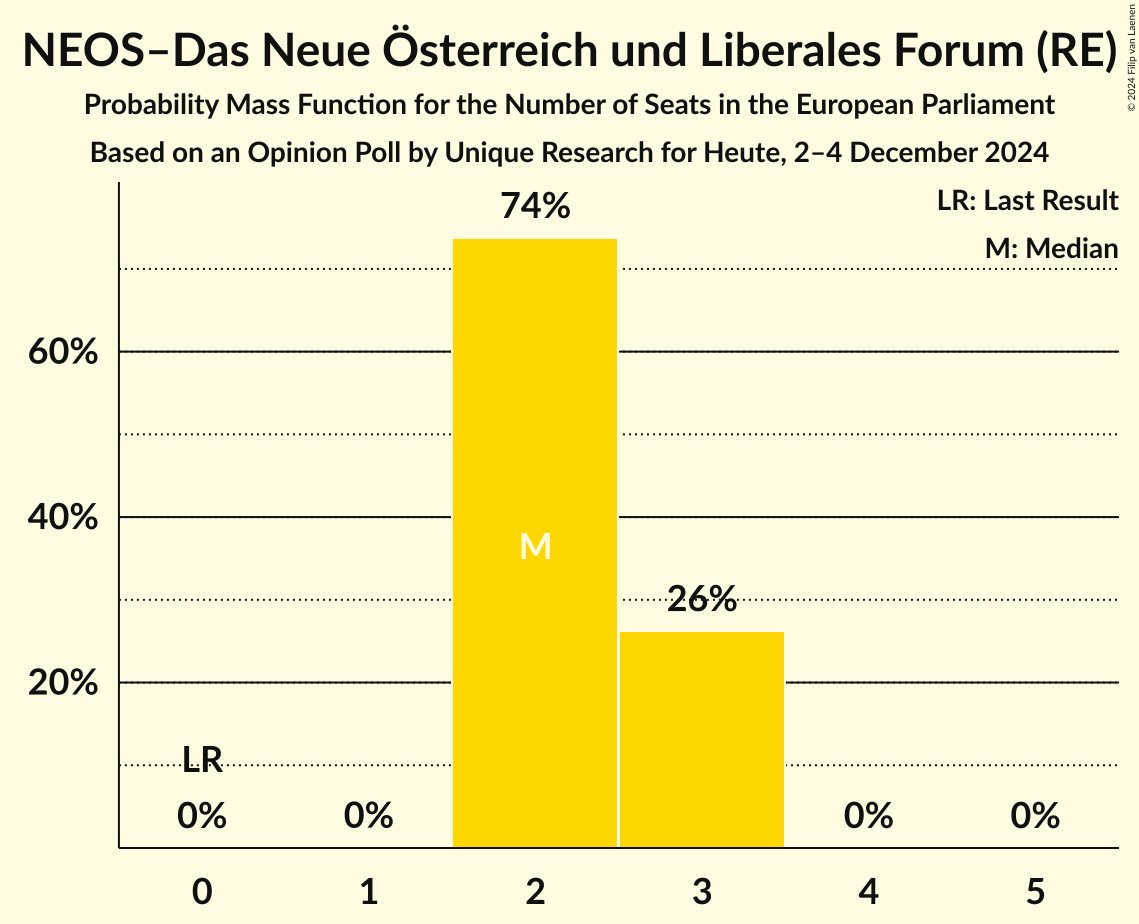 NEOS–Das Neue Österreich und Liberales Forum (RE)
Probability Mass Function for the Number of Seats in the European Parliament
Based on an Opinion Poll by Unique Research for Heute, 2–4 December 2024
© 2024 Filip van Laenen
LR: Last Result
M: Median
74%
60%
40%
M
26%
20%
LR
0% 0% 0% 0%
0 1 2 3 4 5